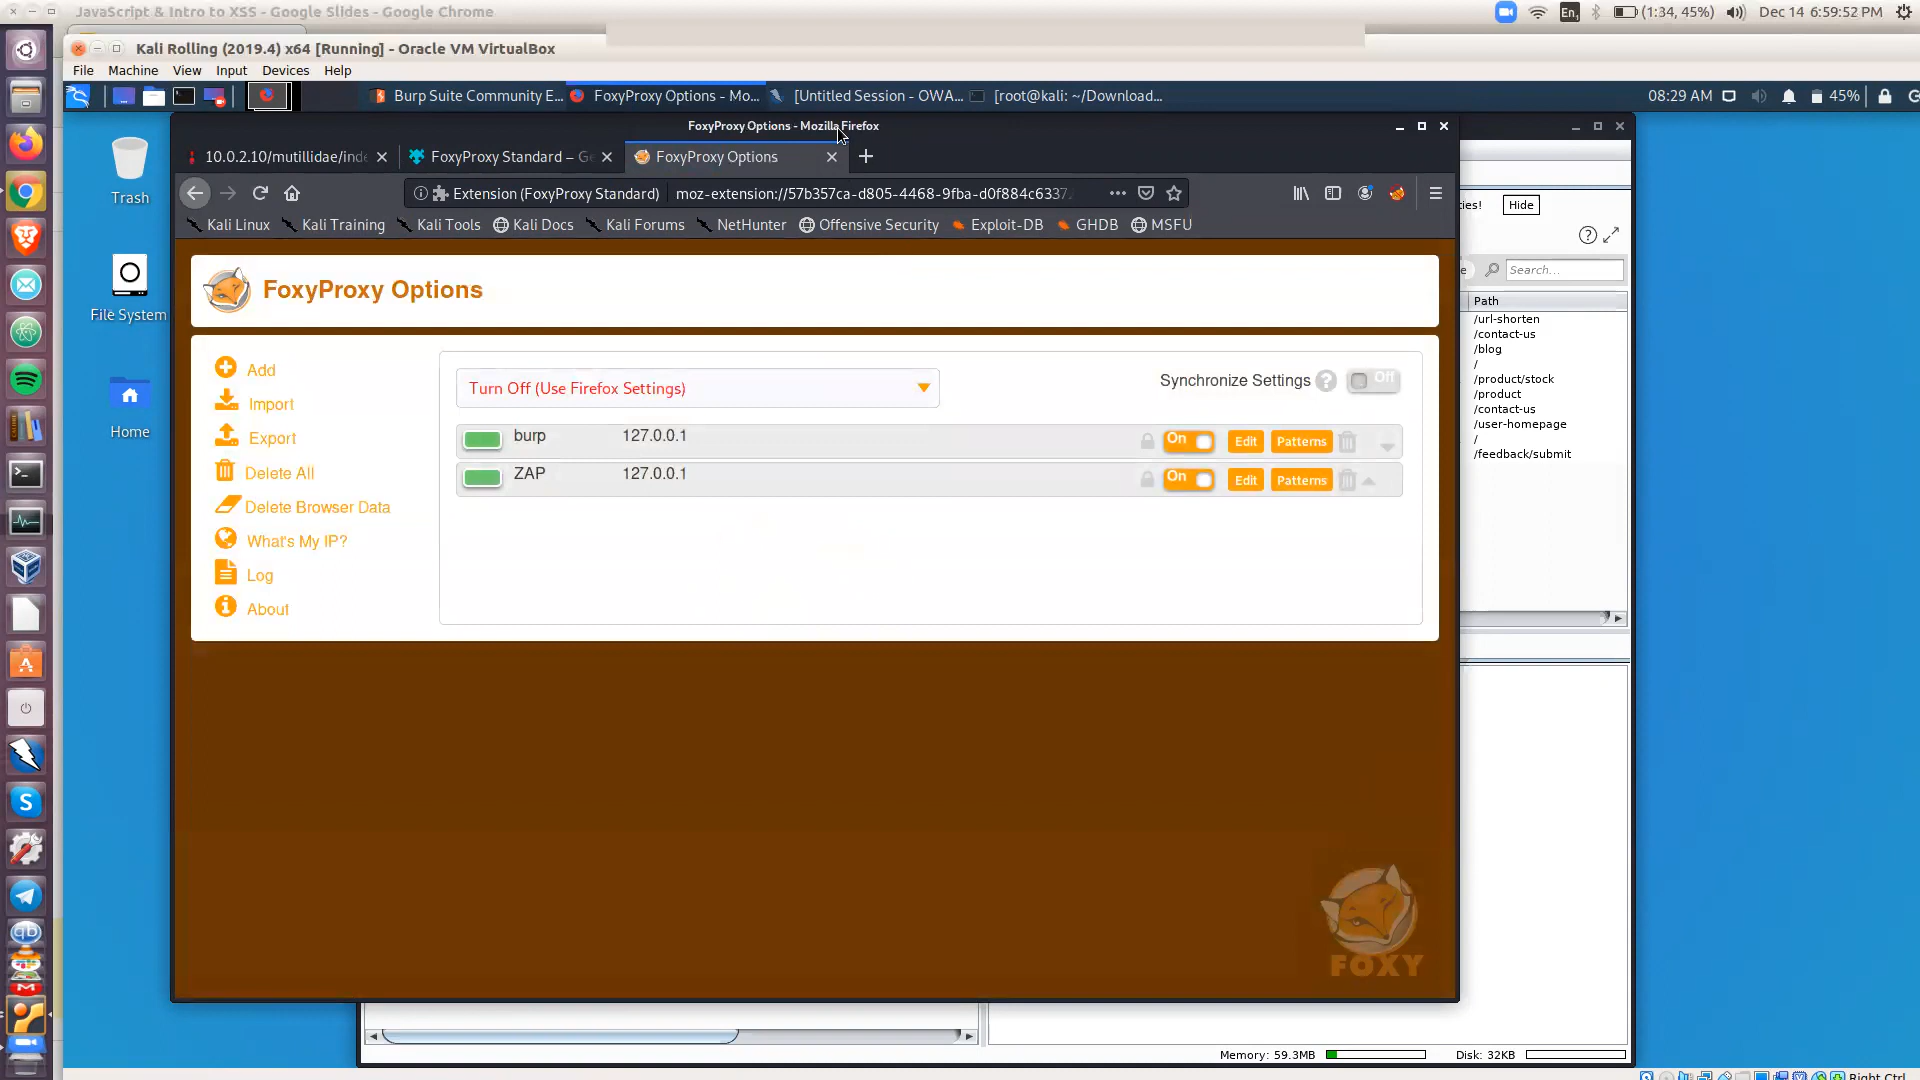 JavaScript & Intro to XSS - Google Slides - Google Chrome
En1 (1:34, 45%) Dec 14 6:59:52 PM
Kali Rolling (2019.4) x64 [Running] - Oracle VM VirtualBox
File Machine View Input Devices Help
Burp Suite Community E... FoxyProxy Options - Mo... [Untitled Session - OWA... [root@kali: ~/Download... 08:29 AM 45%
FoxyProxy Options - Mozilla Firefox
10.0.2.10/mutillidae/inde FoxyProxy Standard – Ge FoxyProxy Options
Extension (FoxyProxy Standard) moz-extension://57b357ca-d805-4468-9fba-d0f884c6337
Kali Linux Kali Training Kali Tools Kali Docs Kali Forums NetHunter Offensive Security Exploit-DB GHDB MSFU
Trash
File System
Home
FoxyProxy Options
Add
Import
Export
Delete All
Delete Browser Data
What's My IP?
Log
About
Turn Off (Use Firefox Settings) Synchronize Settings ? Off
burp 127.0.0.1 On Edit Patterns
ZAP 127.0.0.1 On Edit Patterns
FOXY
ties! Hide
?
e Search...
Path
/url-shorten
/contact-us
/blog
/
/product/stock
/product
/contact-us
/user-homepage
/
/feedback/submit
Memory: 59.3MB Disk: 32KB
Right Ctrl